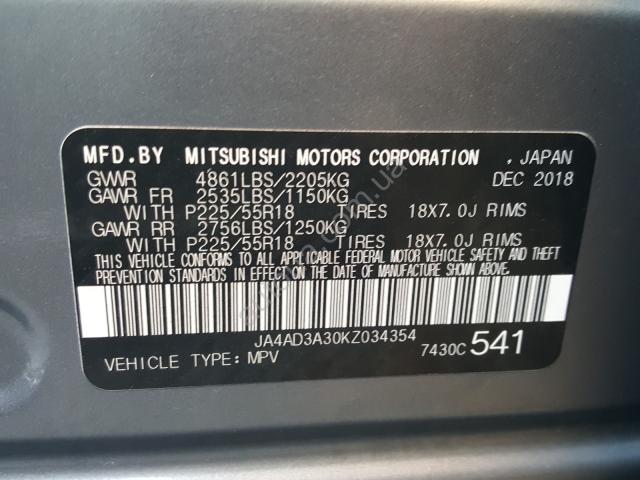 MFD.BY MITSUBISHI MOTORS CORPORATION , JAPAN
GVWR 4861LBS/2205KG DEC 2018
GAWR FR 2535LBS/1150KG
WITH P225/55R18 TIRES 18X7.0J RIMS
GAWR RR 2756LBS/1250KG
WITH P225/55R18 TIRES 18X7.0J RIMS
THIS VEHICLE CONFORMS TO ALL APPLICABLE FEDERAL MOTOR VEHICLE SAFETY AND THEFT
PREVENTION STANDARDS IN EFFECT ON THE DATE OF MANUFACTURE SHOWN ABOVE.
JA4AD3A30KZ034354
VEHICLE TYPE: MPV 7430C 541